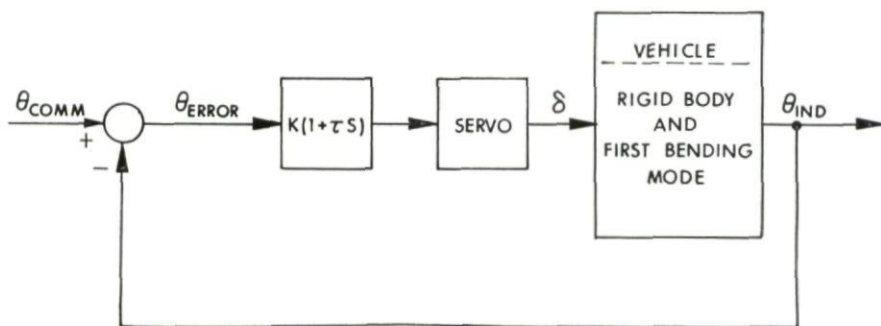 θCOMM
+
−
θERROR
K(1+τS)
SERVO
δ
VEHICLE
RIGID BODY
AND
FIRST BENDING
MODE
θIND